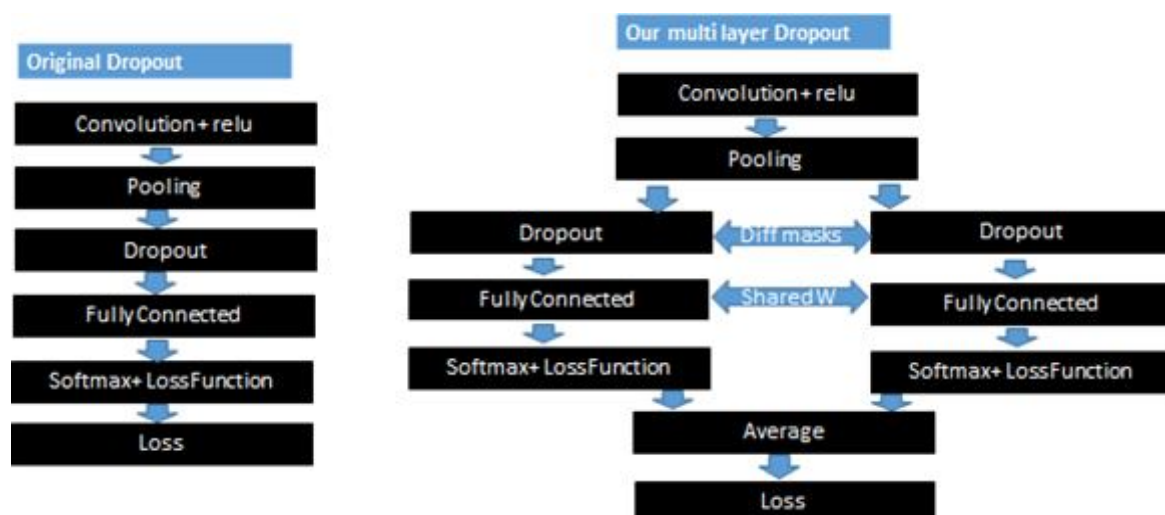 Original Dropout
Convolution + relu
Pooling
Dropout
Fully Connected
Softmax+ LossFunction
Loss
Our multi layer Dropout
Convolution + relu
Pooling
Dropout
Diff masks
Dropout
Fully Connected
Shared W
Fully Connected
Softmax+ LossFunction
Softmax+ LossFunction
Average
Loss